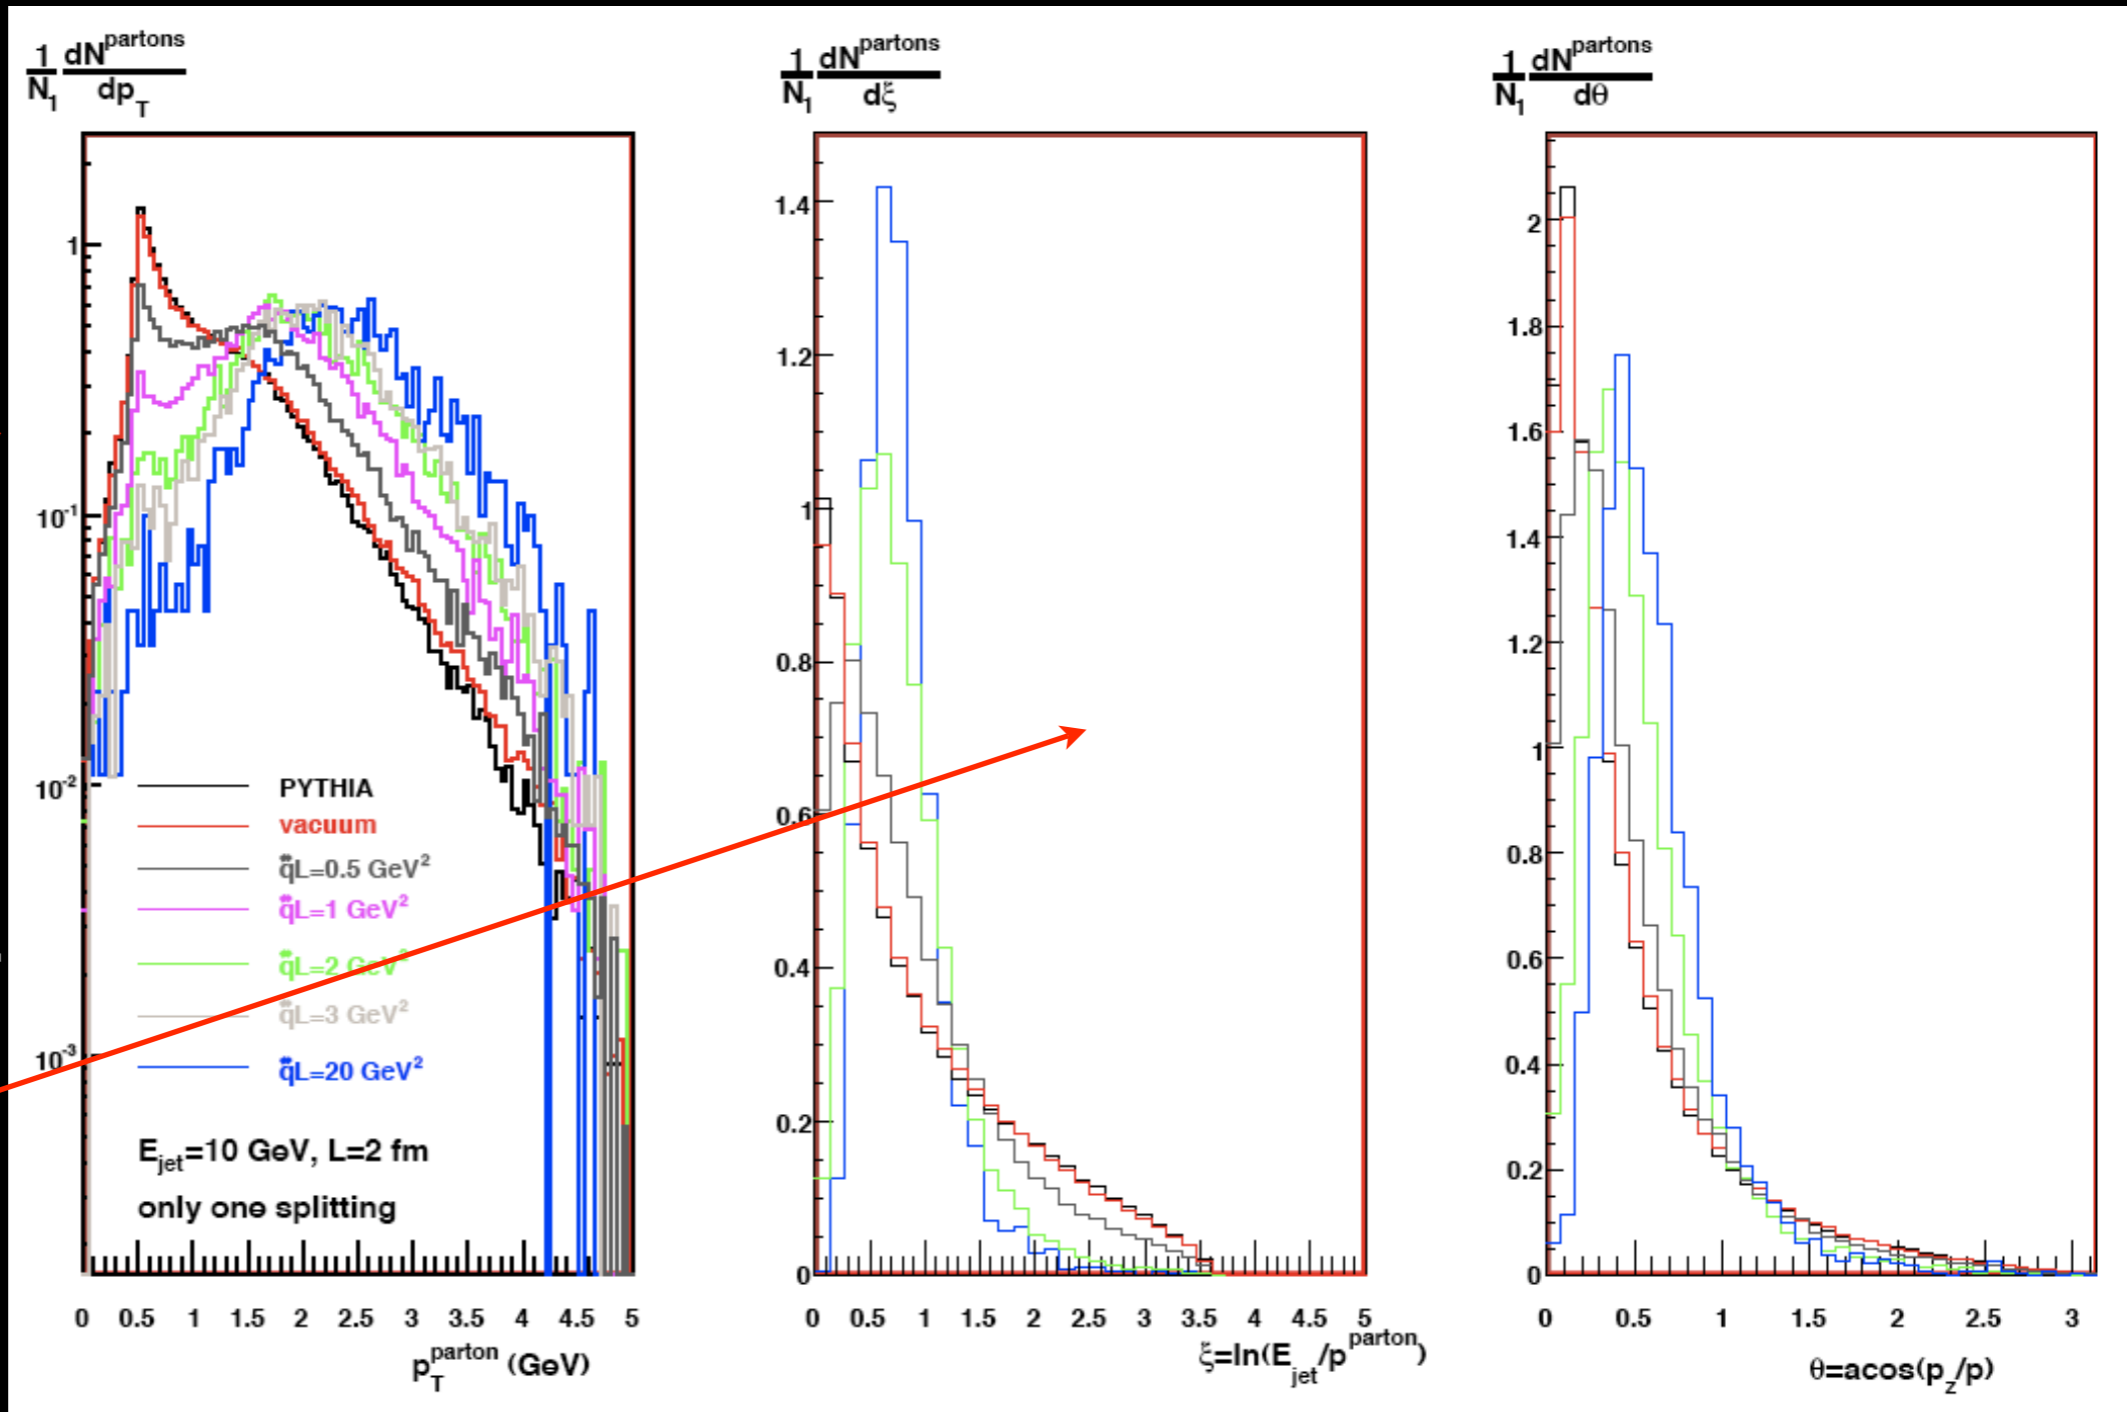 1/N₁ dN^partons/dp_T
1
10⁻¹
10⁻²
10⁻³
PYTHIA
vacuum
q̂L=0.5 GeV²
q̂L=1 GeV²
q̂L=2 GeV²
q̂L=3 GeV²
q̂L=20 GeV²
E_jet=10 GeV, L=2 fm
only one splitting
0 0.5 1 1.5 2 2.5 3 3.5 4 4.5 5
p_T^parton (GeV)
1/N₁ dN^partons/dξ
1.4
1.2
1
0.8
0.6
0.4
0.2
0
0 0.5 1 1.5 2 2.5 3 3.5 4 4.5 5
ξ=ln(E_jet/p^parton)
1/N₁ dN^partons/dθ
2
1.8
1.6
1.4
1.2
1
0.8
0.6
0.4
0.2
0
0 0.5 1 1.5 2 2.5 3
θ=acos(p_z/p)